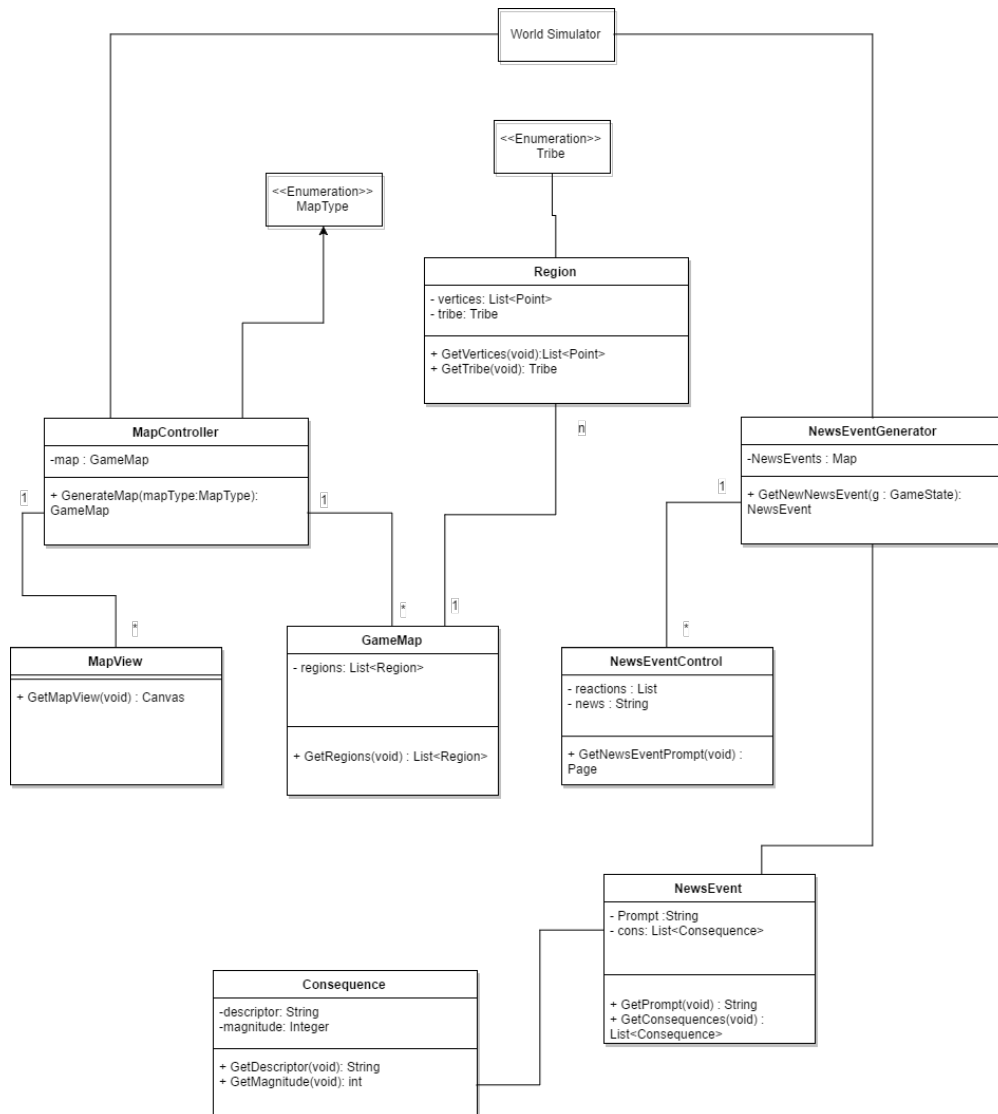 World Simulator
<<Enumeration>>
Tribe
<<Enumeration>>
MapType
Region
- vertices: List<Point>
- tribe: Tribe
+ GetVertices(void):List<Point>
+ GetTribe(void): Tribe
MapController
-map : GameMap
+ GenerateMap(mapType:MapType):
GameMap
n
NewsEventGenerator
-NewsEvents : Map
+ GetNewNewsEvent(g : GameState):
NewsEvent
1
1
1
*
*
1
*
MapView
+ GetMapView(void) : Canvas
GameMap
- regions: List<Region>
+ GetRegions(void) : List<Region>
NewsEventControl
- reactions : List
- news : String
+ GetNewsEventPrompt(void) :
Page
NewsEvent
- Prompt :String
- cons: List<Consequence>
+ GetPrompt(void) : String
+ GetConsequences(void) :
List<Consequence>
Consequence
-descriptor: String
-magnitude: Integer
+ GetDescriptor(void): String
+ GetMagnitude(void): int